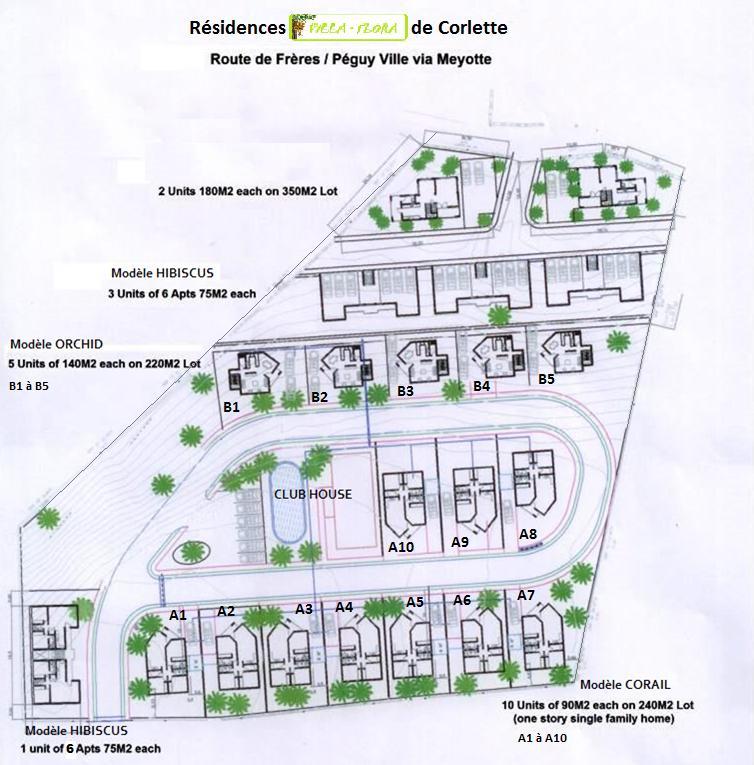 Résidences VILLA - FLORA de Corlette
Route de Frères / Péguy Ville via Meyotte
2 Units 180M2 each on 350M2 Lot
Modèle HIBISCUS
3 Units of 6 Apts 75M2 each
Modèle ORCHID
5 Units of 140M2 each on 220M2 Lot
B1 à B5
B1
B2
B3
B4
B5
CLUB HOUSE
A10
A9
A8
A1
A2
A3
A4
A5
A6
A7
Modèle CORAIL
10 Units of 90M2 each on 240M2 Lot
(one story single family home)
A1 à A10
Modèle HIBISCUS
1 unit of 6 Apts 75M2 each